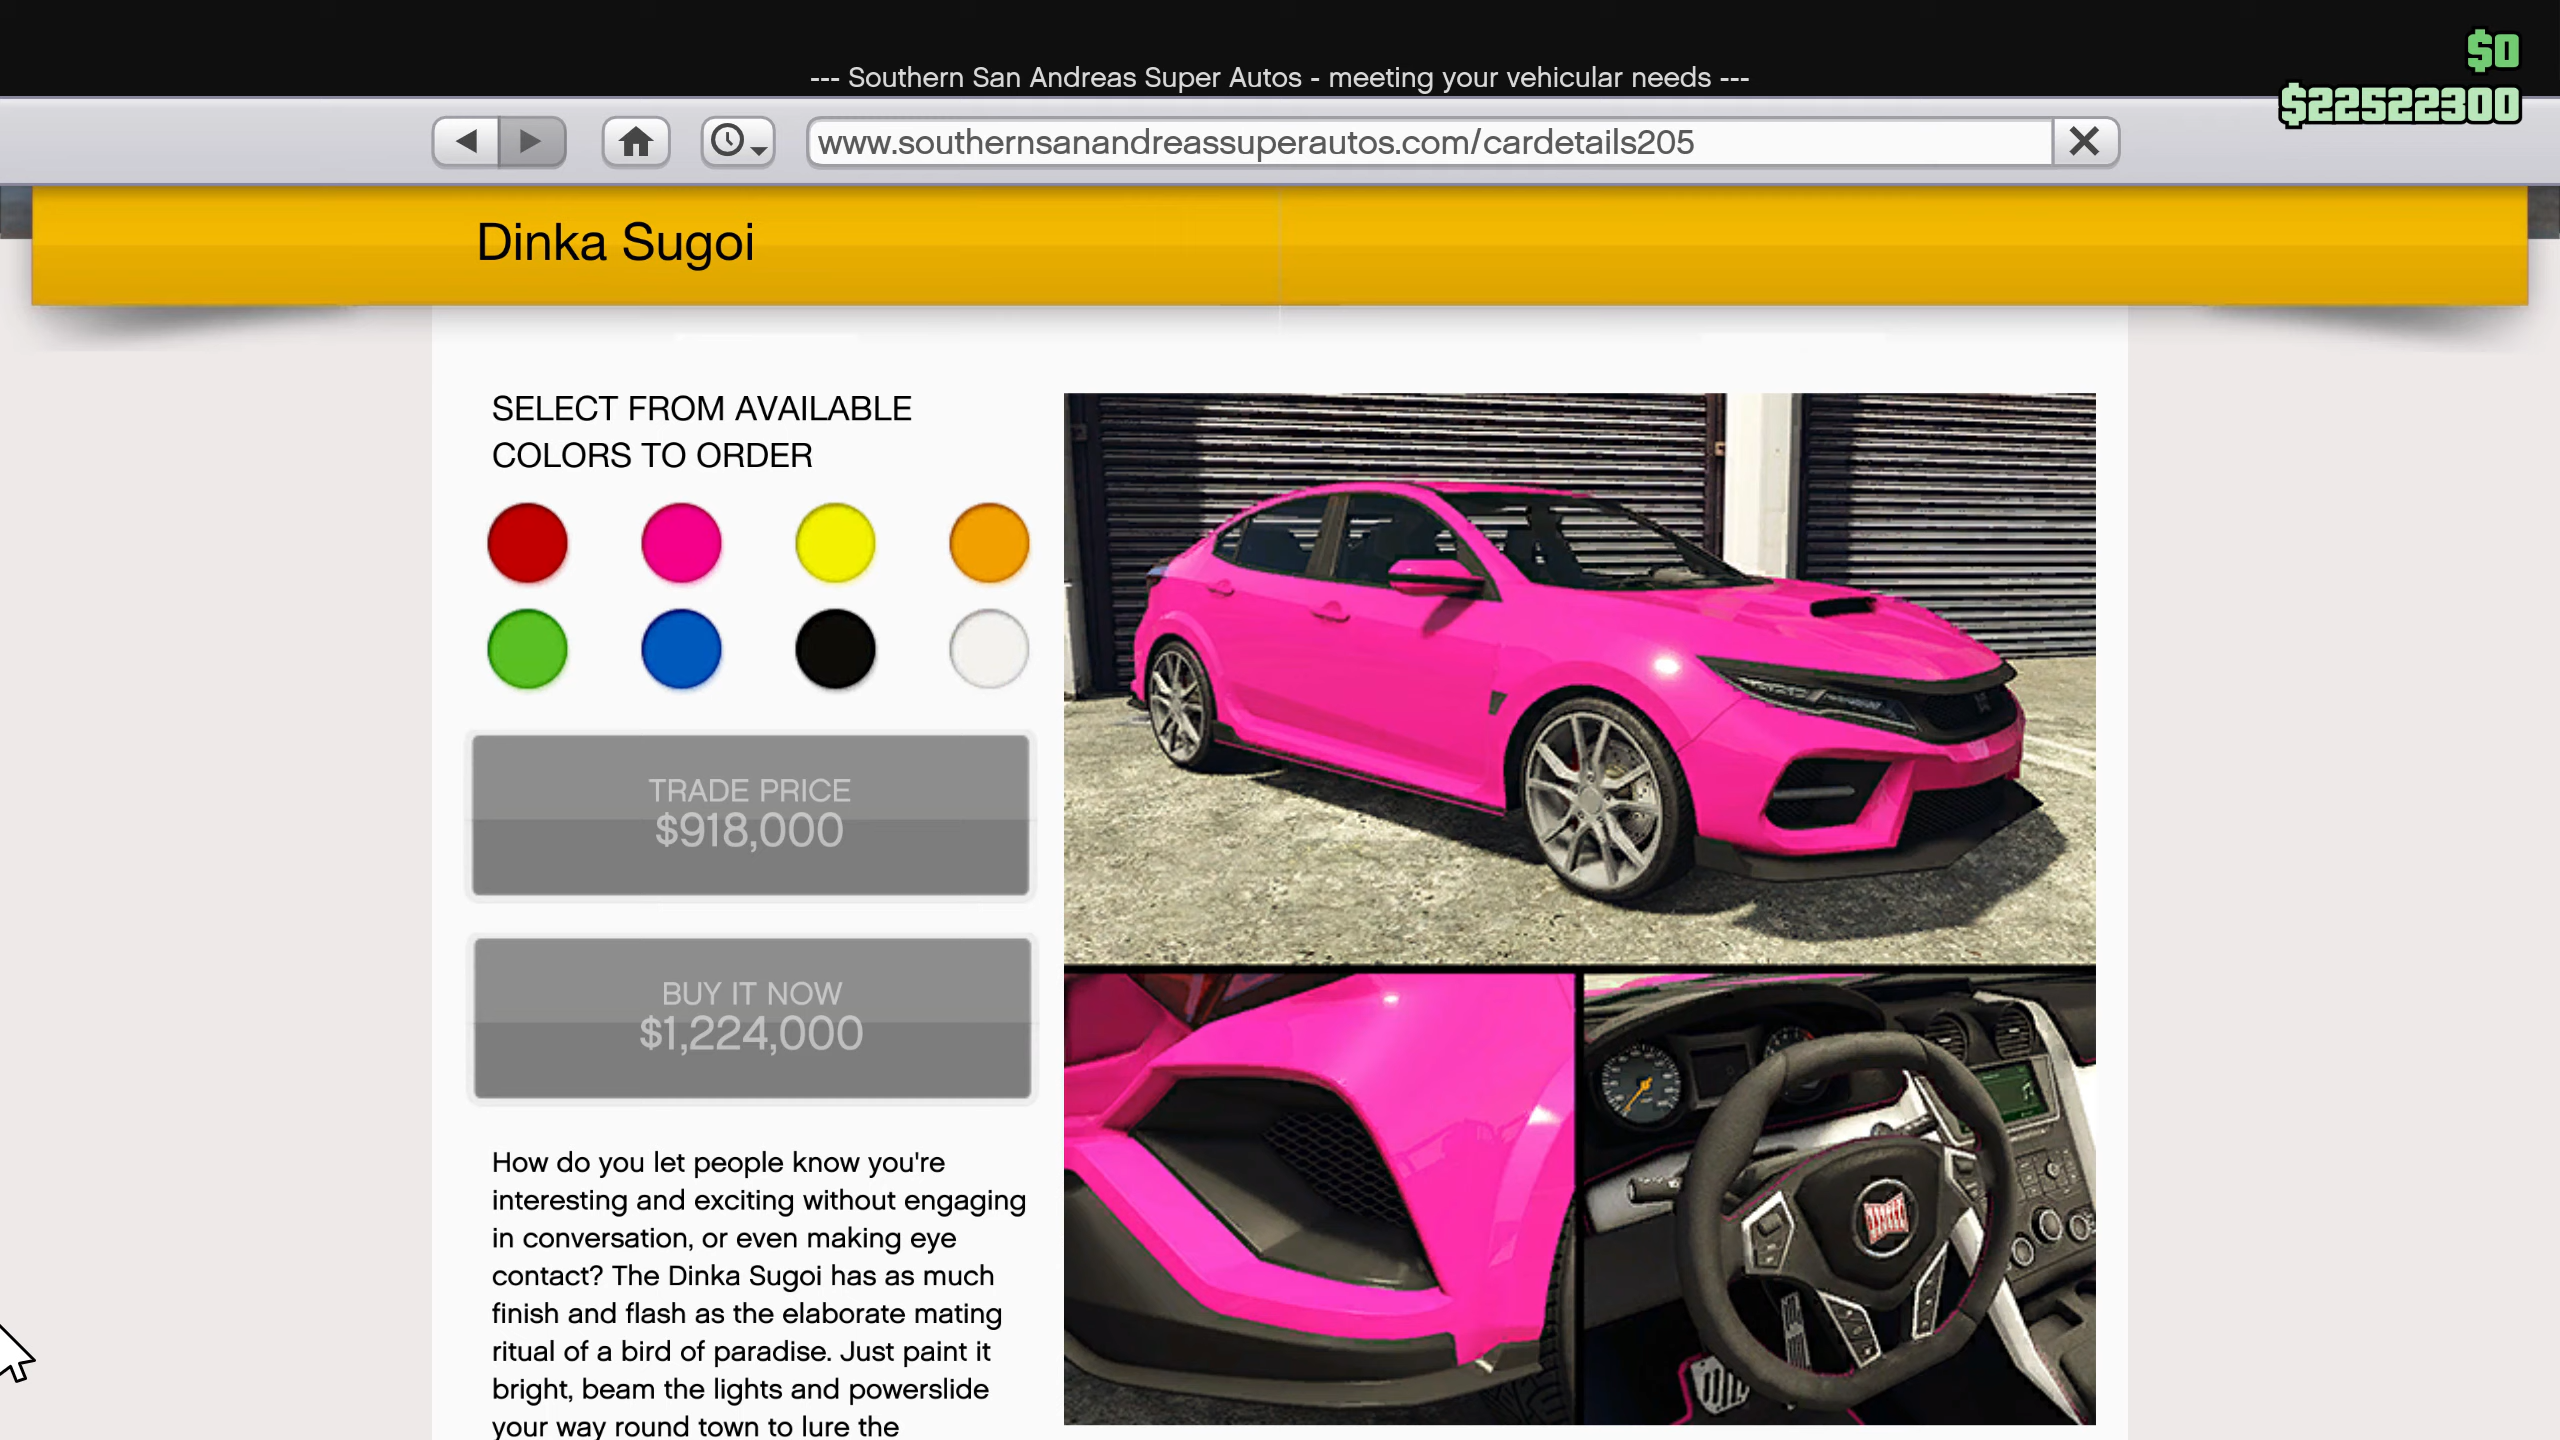 $0
--- Southern San Andreas Super Autos - meeting your vehicular needs ---
$22522300
www.southernsanandreassuperautos.com/cardetails205
Dinka Sugoi
SELECT FROM AVAILABLE
COLORS TO ORDER
TRADE PRICE
$918,000
BUY IT NOW
$1,224,000
How do you let people know you're
interesting and exciting without engaging
in conversation, or even making eye
contact? The Dinka Sugoi has as much
finish and flash as the elaborate mating
ritual of a bird of paradise. Just paint it
bright, beam the lights and powerslide
your way round town to lure the